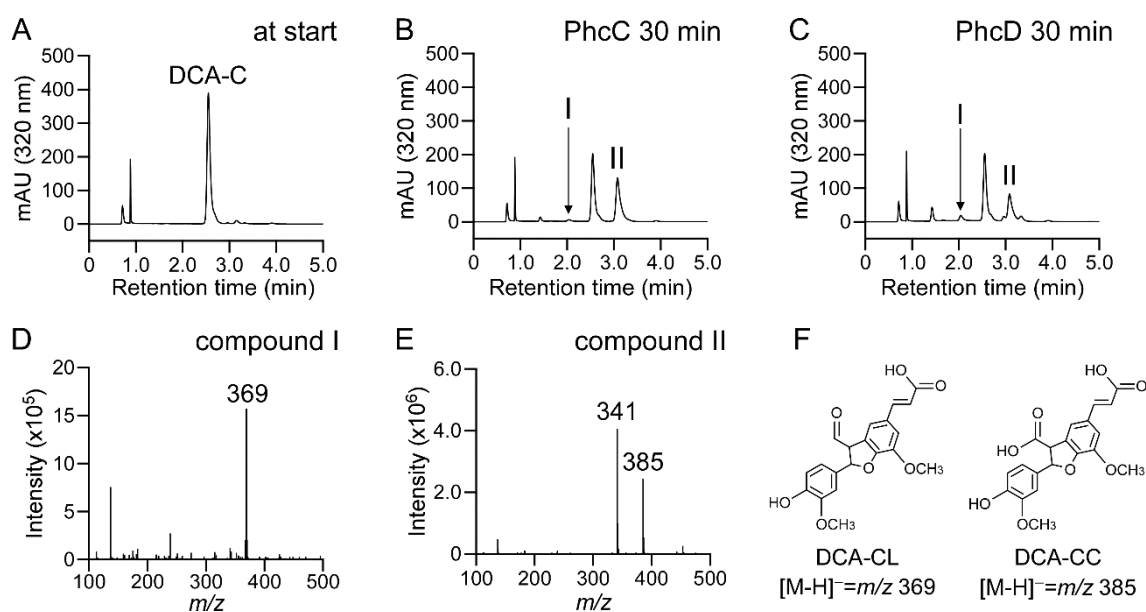 A at start
mAU (320 nm)
500
400
300
200
100
0
DCA-C
0 1.0 2.0 3.0 4.0 5.0
Retention time (min)
B PhcC 30 min
mAU (320 nm)
500
400
300
200
100
0
I
II
0 1.0 2.0 3.0 4.0 5.0
Retention time (min)
C PhcD 30 min
mAU (320 nm)
500
400
300
200
100
0
I
II
0 1.0 2.0 3.0 4.0 5.0
Retention time (min)
D compound I
Intensity (x10⁵)
20
15
10
5
0
369
100 200 300 400 500
m/z
E compound II
Intensity (x10⁶)
6.0
4.0
2.0
0
341
385
100 200 300 400 500
m/z
F
HO
O
O
O
OCH₃
HO
OCH₃
DCA-CL
[M-H]⁻=m/z 369
HO
O
O
HO
O
OCH₃
HO
OCH₃
DCA-CC
[M-H]⁻=m/z 385